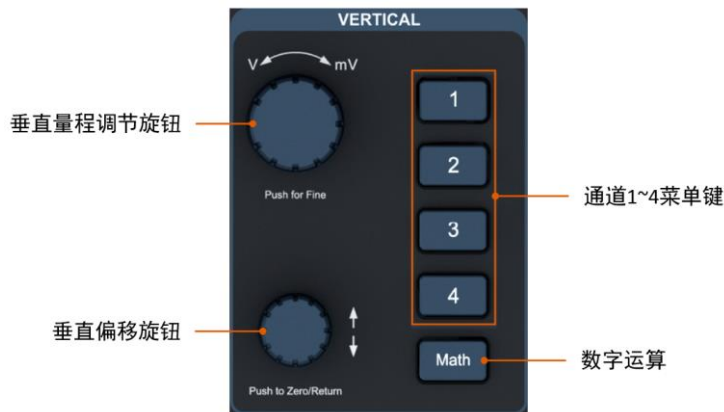 VERTICAL
V mV
1
垂直量程调节旋钮
2
Push for Fine
通道1~4菜单键
3
4
垂直偏移旋钮
Math
数字运算
Push to Zero/Return